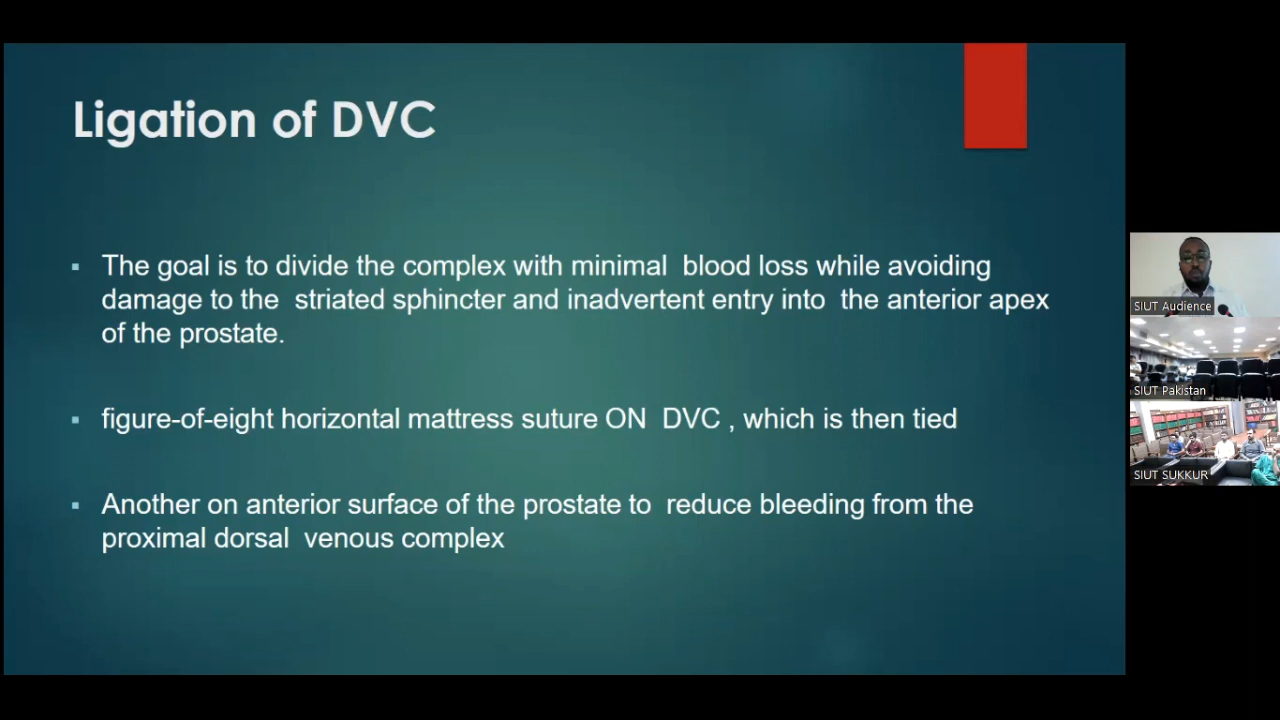 Ligation of DVC
The goal is to divide the complex with minimal blood loss while avoiding
damage to the striated sphincter and inadvertent entry into the anterior apex
of the prostate.
figure-of-eight horizontal mattress suture ON DVC , which is then tied
Another on anterior surface of the prostate to reduce bleeding from the
proximal dorsal venous complex
SIUT Audience
SIUT Pakistan
SIUT SUKKUR